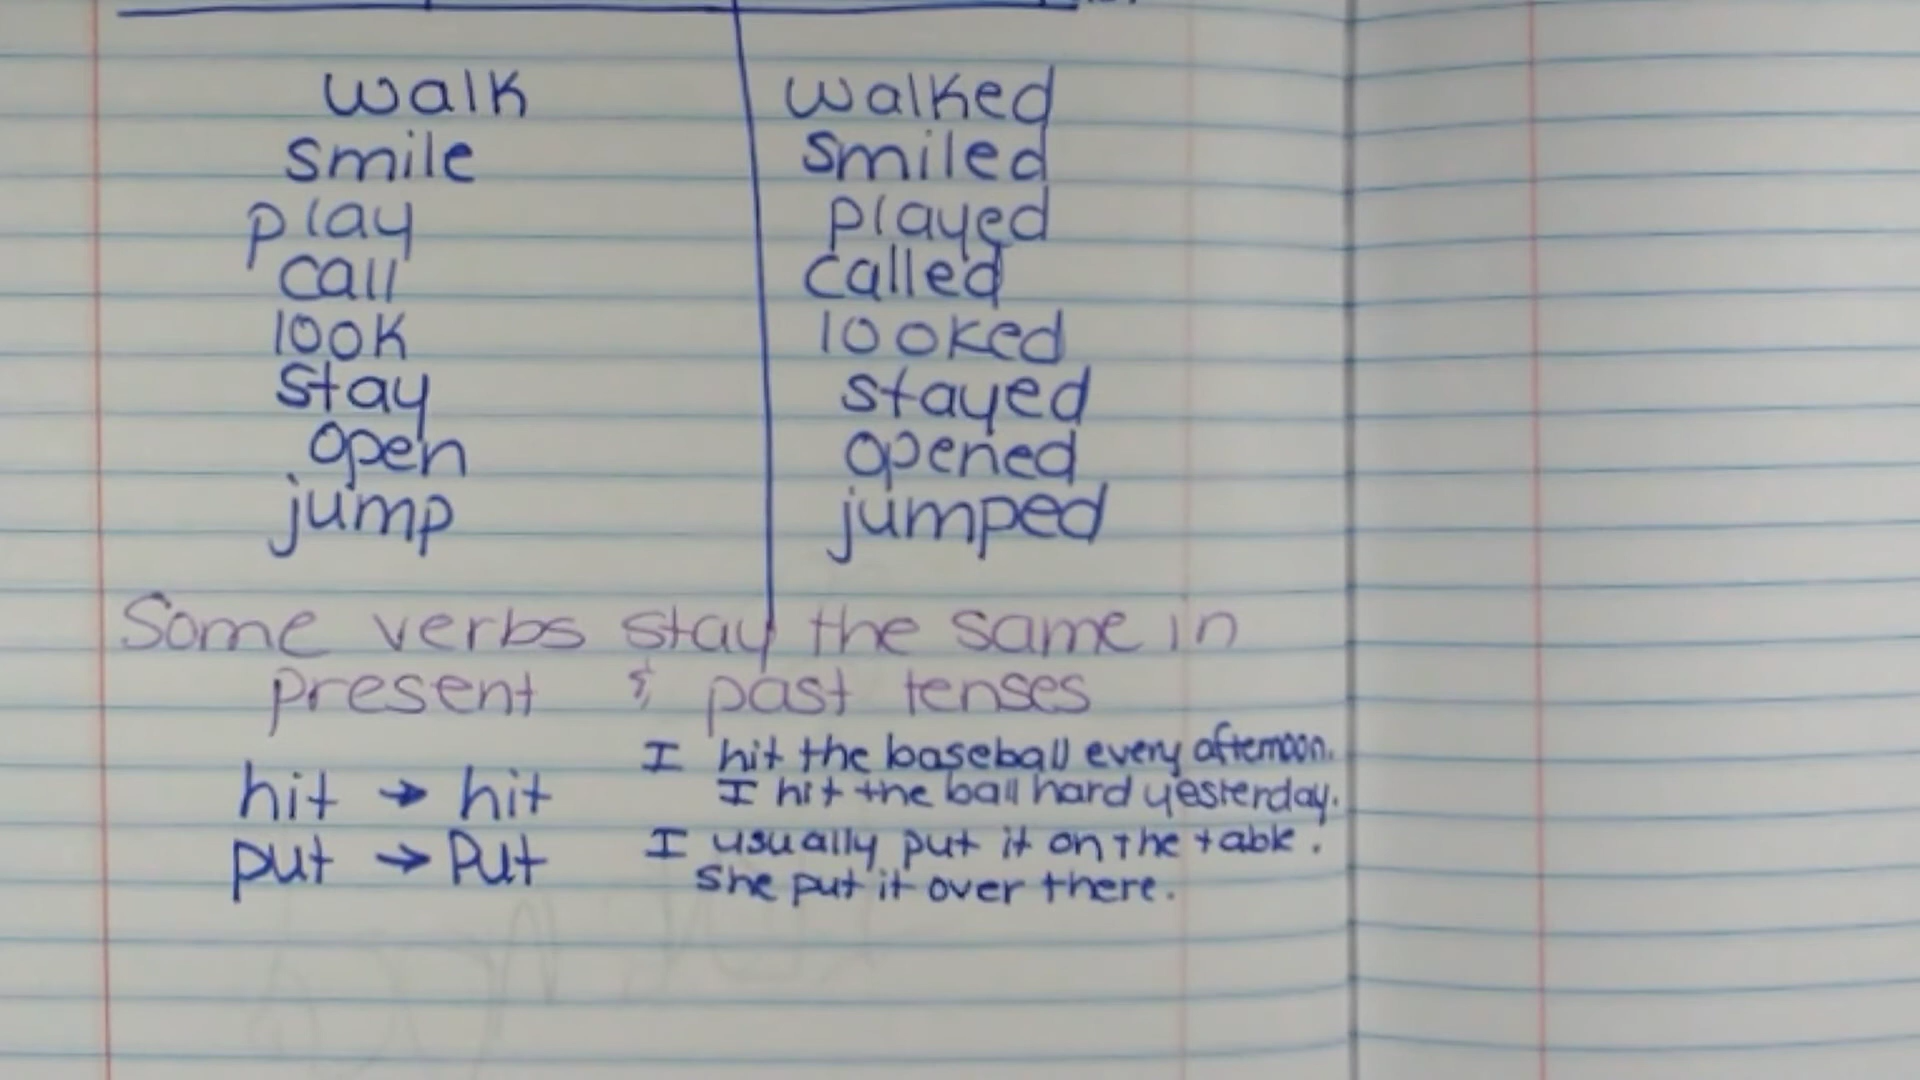 walk walked
smile smiled
play played
call called
look looked
stay stayed
open opened
jump jumped
Some verbs stay the same in
present & past tenses
I hit the baseball every afternoon.
hit → hit I hit the ball hard yesterday.
I usually put it on the table.
put → Put She put it over there.